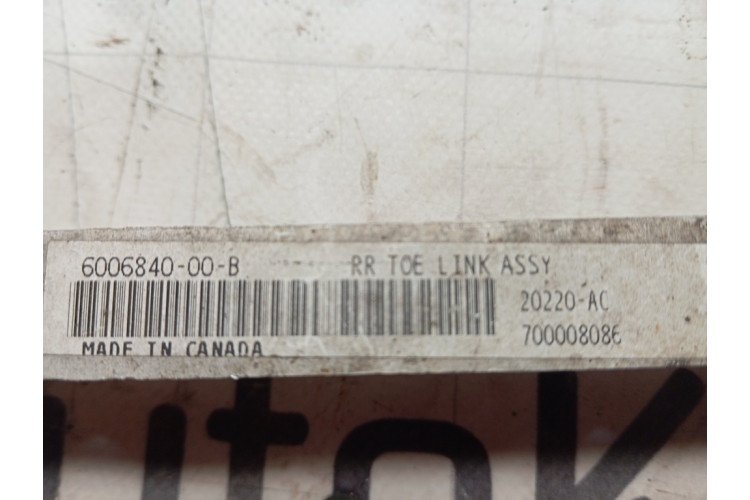 6006840-00-B RR TOE LINK ASSY
20220-AC
700008086
MADE IN CANADA